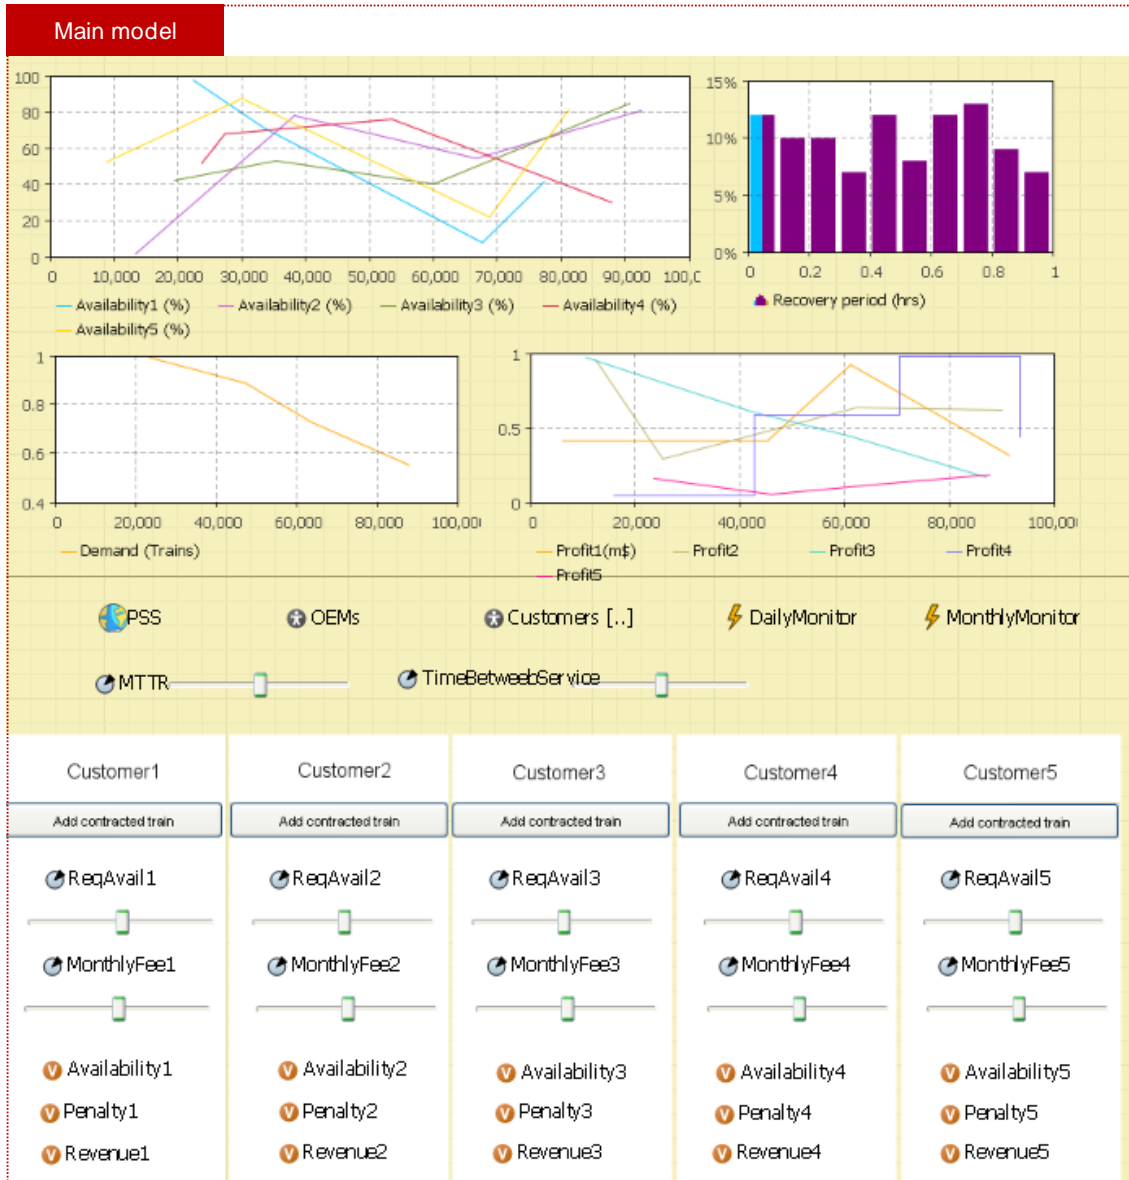 Main model
100
80
60
40
20
0
0 10,000 20,000 30,000 40,000 50,000 60,000 70,000 80,000 90,000 100,0
Availability1 (%) Availability2 (%) Availability3 (%) Availability4 (%)
Availability5 (%)
15%
10%
5%
0%
0 0.2 0.4 0.6 0.8 1
Recovery period (hrs)
1
0.8
0.6
0.4
0 20,000 40,000 60,000 80,000 100,00
Demand (Trains)
1
0.5
0
0 20,000 40,000 60,000 80,000 100,00
Profit1(m$) Profit2 Profit3 Profit4
Profit5
PSS OEMs Customers [..] DailyMonitor MonthlyMonitor
MTTR TimeBetweebService
Customer1 Customer2 Customer3 Customer4 Customer5
Add contracted train Add contracted train Add contracted train Add contracted train Add contracted train
ReqAvail1 ReqAvail2 ReqAvail3 ReqAvail4 ReqAvail5
MonthlyFee1 MonthlyFee2 MonthlyFee3 MonthlyFee4 MonthlyFee5
V Availability1 V Availability2 V Availability3 V Availability4 V Availability5
V Penalty1 V Penalty2 V Penalty3 V Penalty4 V Penalty5
V Revenue1 V Revenue2 V Revenue3 V Revenue4 V Revenue5